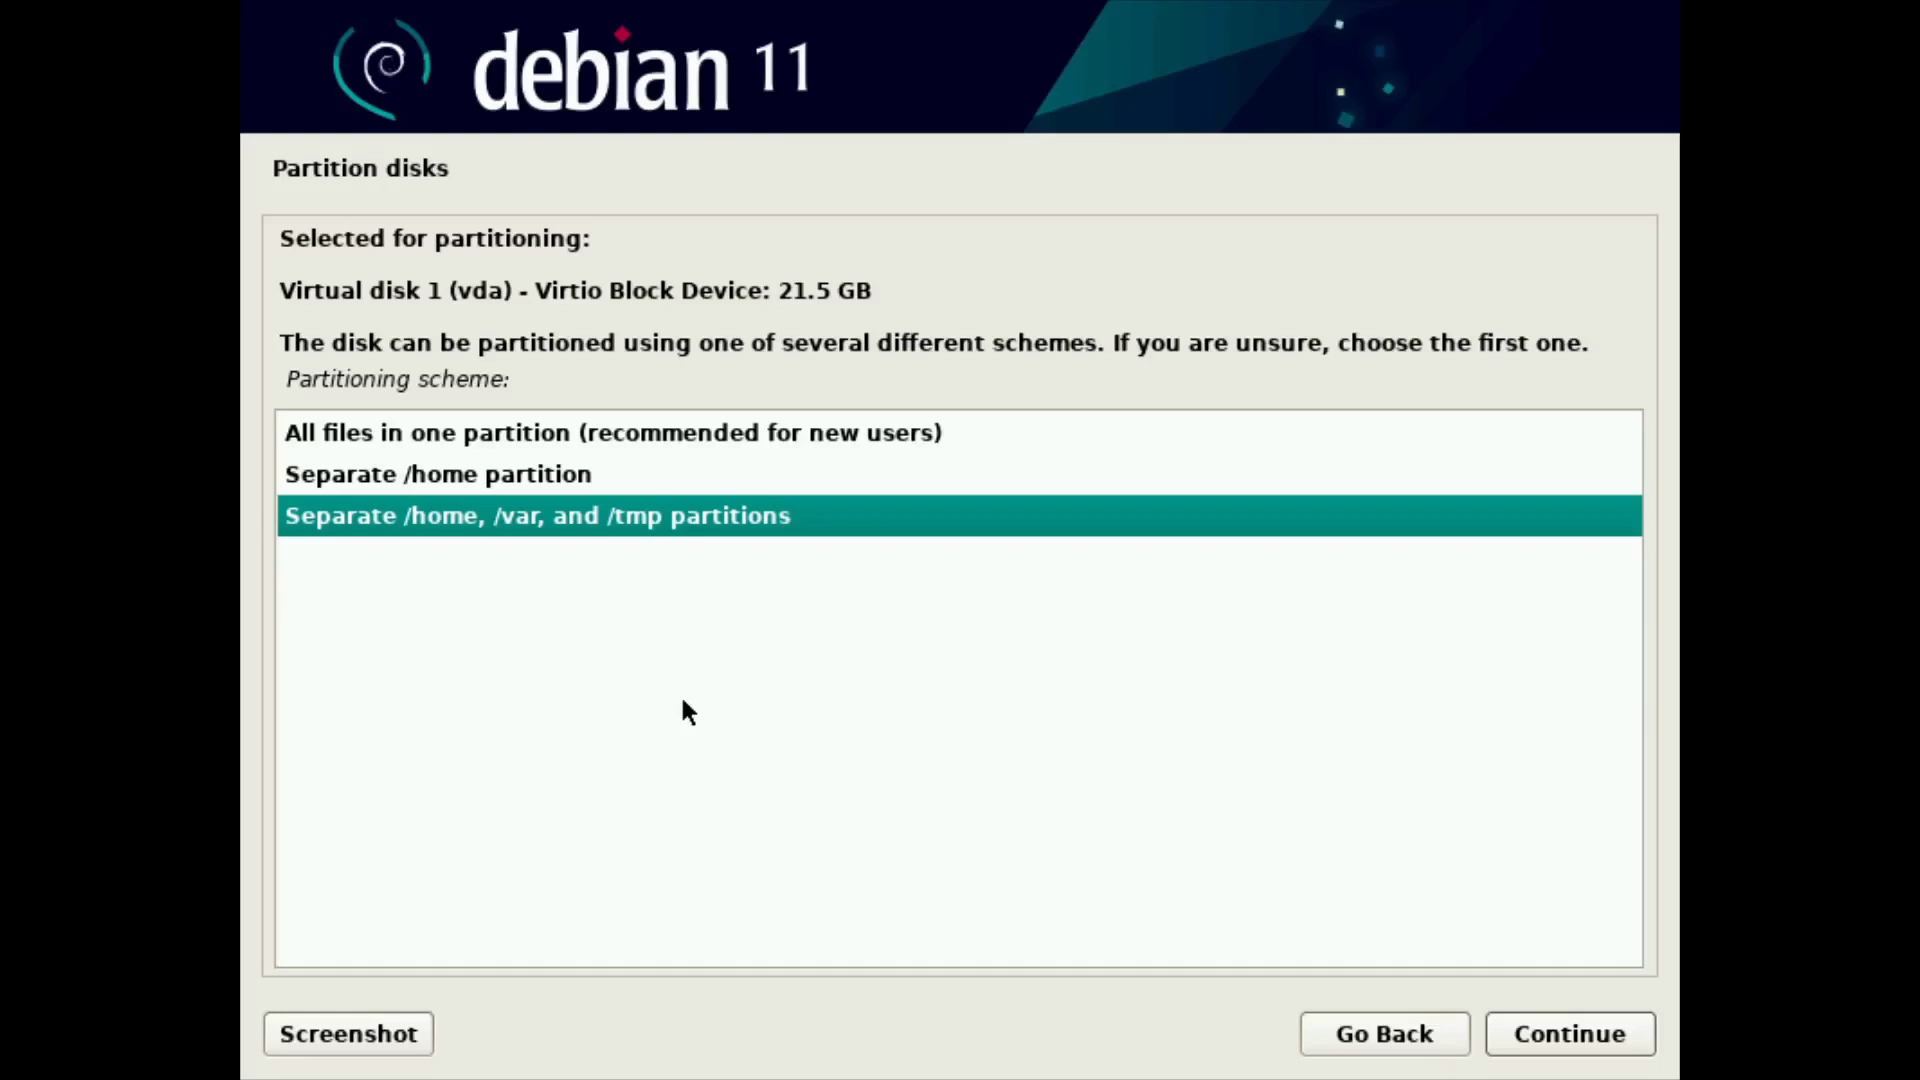 debian 11
Partition disks
Selected for partitioning:
Virtual disk 1 (vda) - Virtio Block Device: 21.5 GB
The disk can be partitioned using one of several different schemes. If you are unsure, choose the first one.
Partitioning scheme:
All files in one partition (recommended for new users)
Separate /home partition
Separate /home, /var, and /tmp partitions
Screenshot
Go Back
Continue